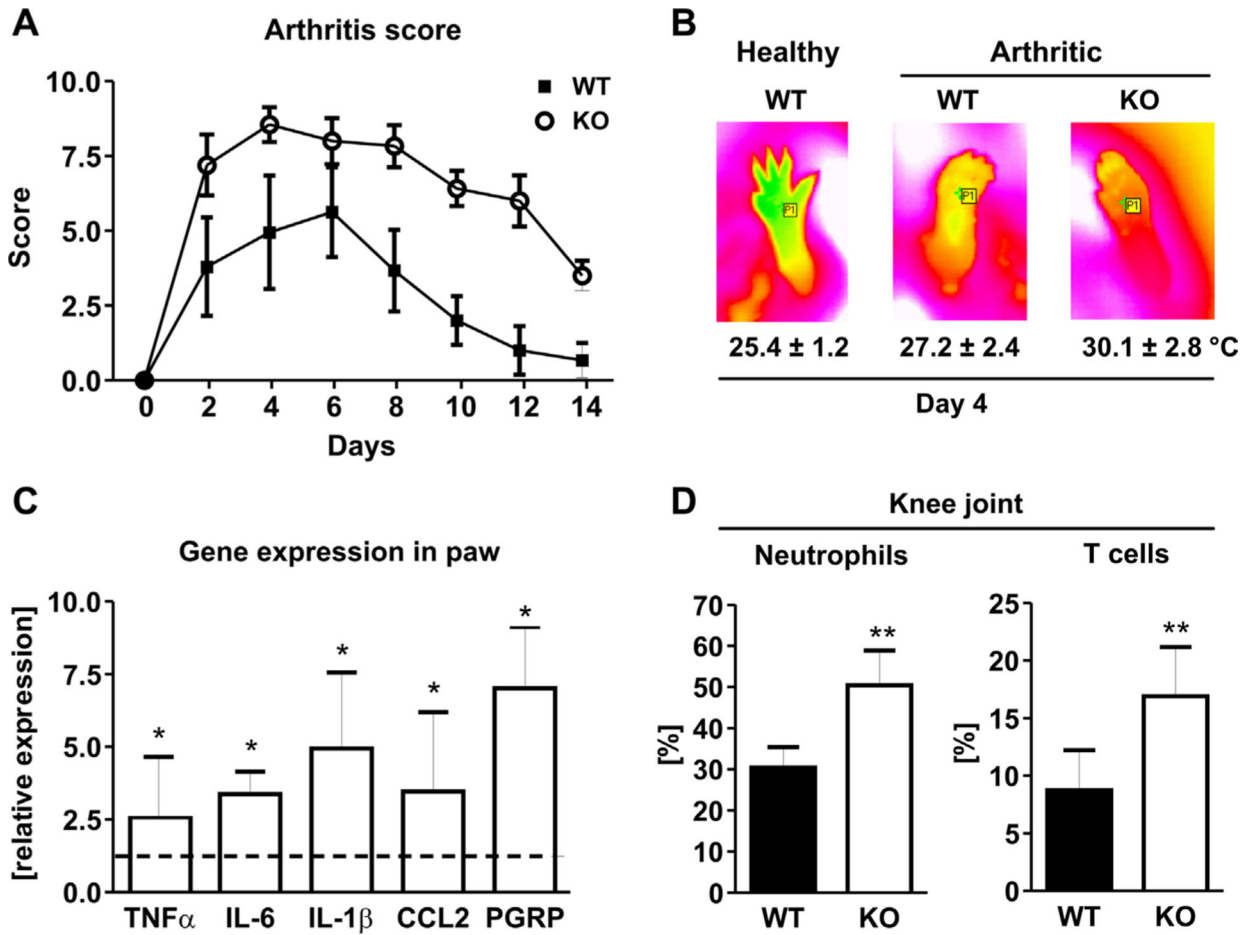 A
Arthritis score
Score
10.0
7.5
5.0
2.5
0.0
WT
KO
0 2 4 6 8 10 12 14
Days
B
Healthy
Arthritic
WT WT KO
P1 P1 P1
25.4 ± 1.2 27.2 ± 2.4 30.1 ± 2.8 °C
Day 4
C
Gene expression in paw
[relative expression]
10.0
7.5
5.0
2.5
0.0
* * * * *
TNFα IL-6 IL-1β CCL2 PGRP
D
Knee joint
Neutrophils
[%]
70
60
50
40
30
20
10
0
**
WT KO
T cells
[%]
25
20
15
10
5
0
**
WT KO